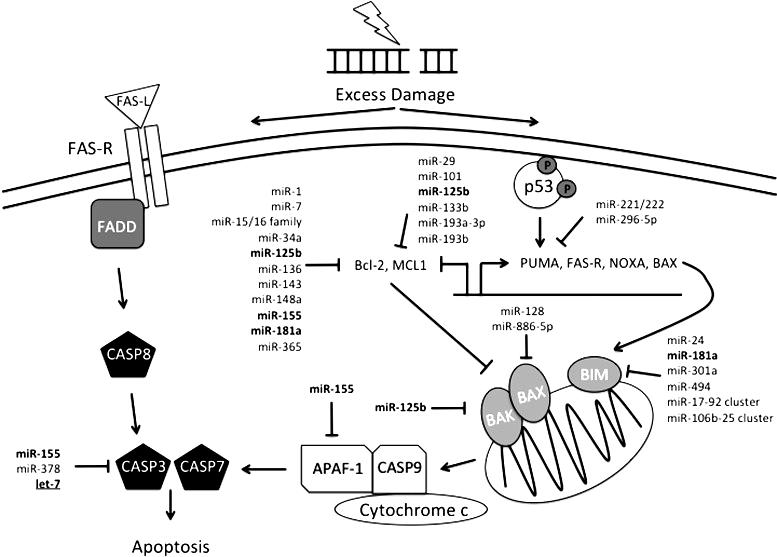 Excess Damage
FAS-L
FAS-R
FADD
CASP8
miR-1
miR-7
miR-15/16 family
miR-34a
miR-125b
miR-136
miR-143
miR-148a
miR-155
miR-181a
miR-365
miR-29
miR-101
miR-125b
miR-133b
miR-193a-3p
miR-193b
Bcl-2, MCL1
P
p53
P
miR-221/222
miR-296-5p
PUMA, FAS-R, NOXA, BAX
miR-128
miR-886-5p
miR-24
miR-181a
miR-301a
miR-494
miR-17-92 cluster
miR-106b-25 cluster
BIM
BAX
BAK
miR-125b
miR-155
APAF-1
CASP9
Cytochrome c
miR-155
miR-378
let-7
CASP3
CASP7
Apoptosis